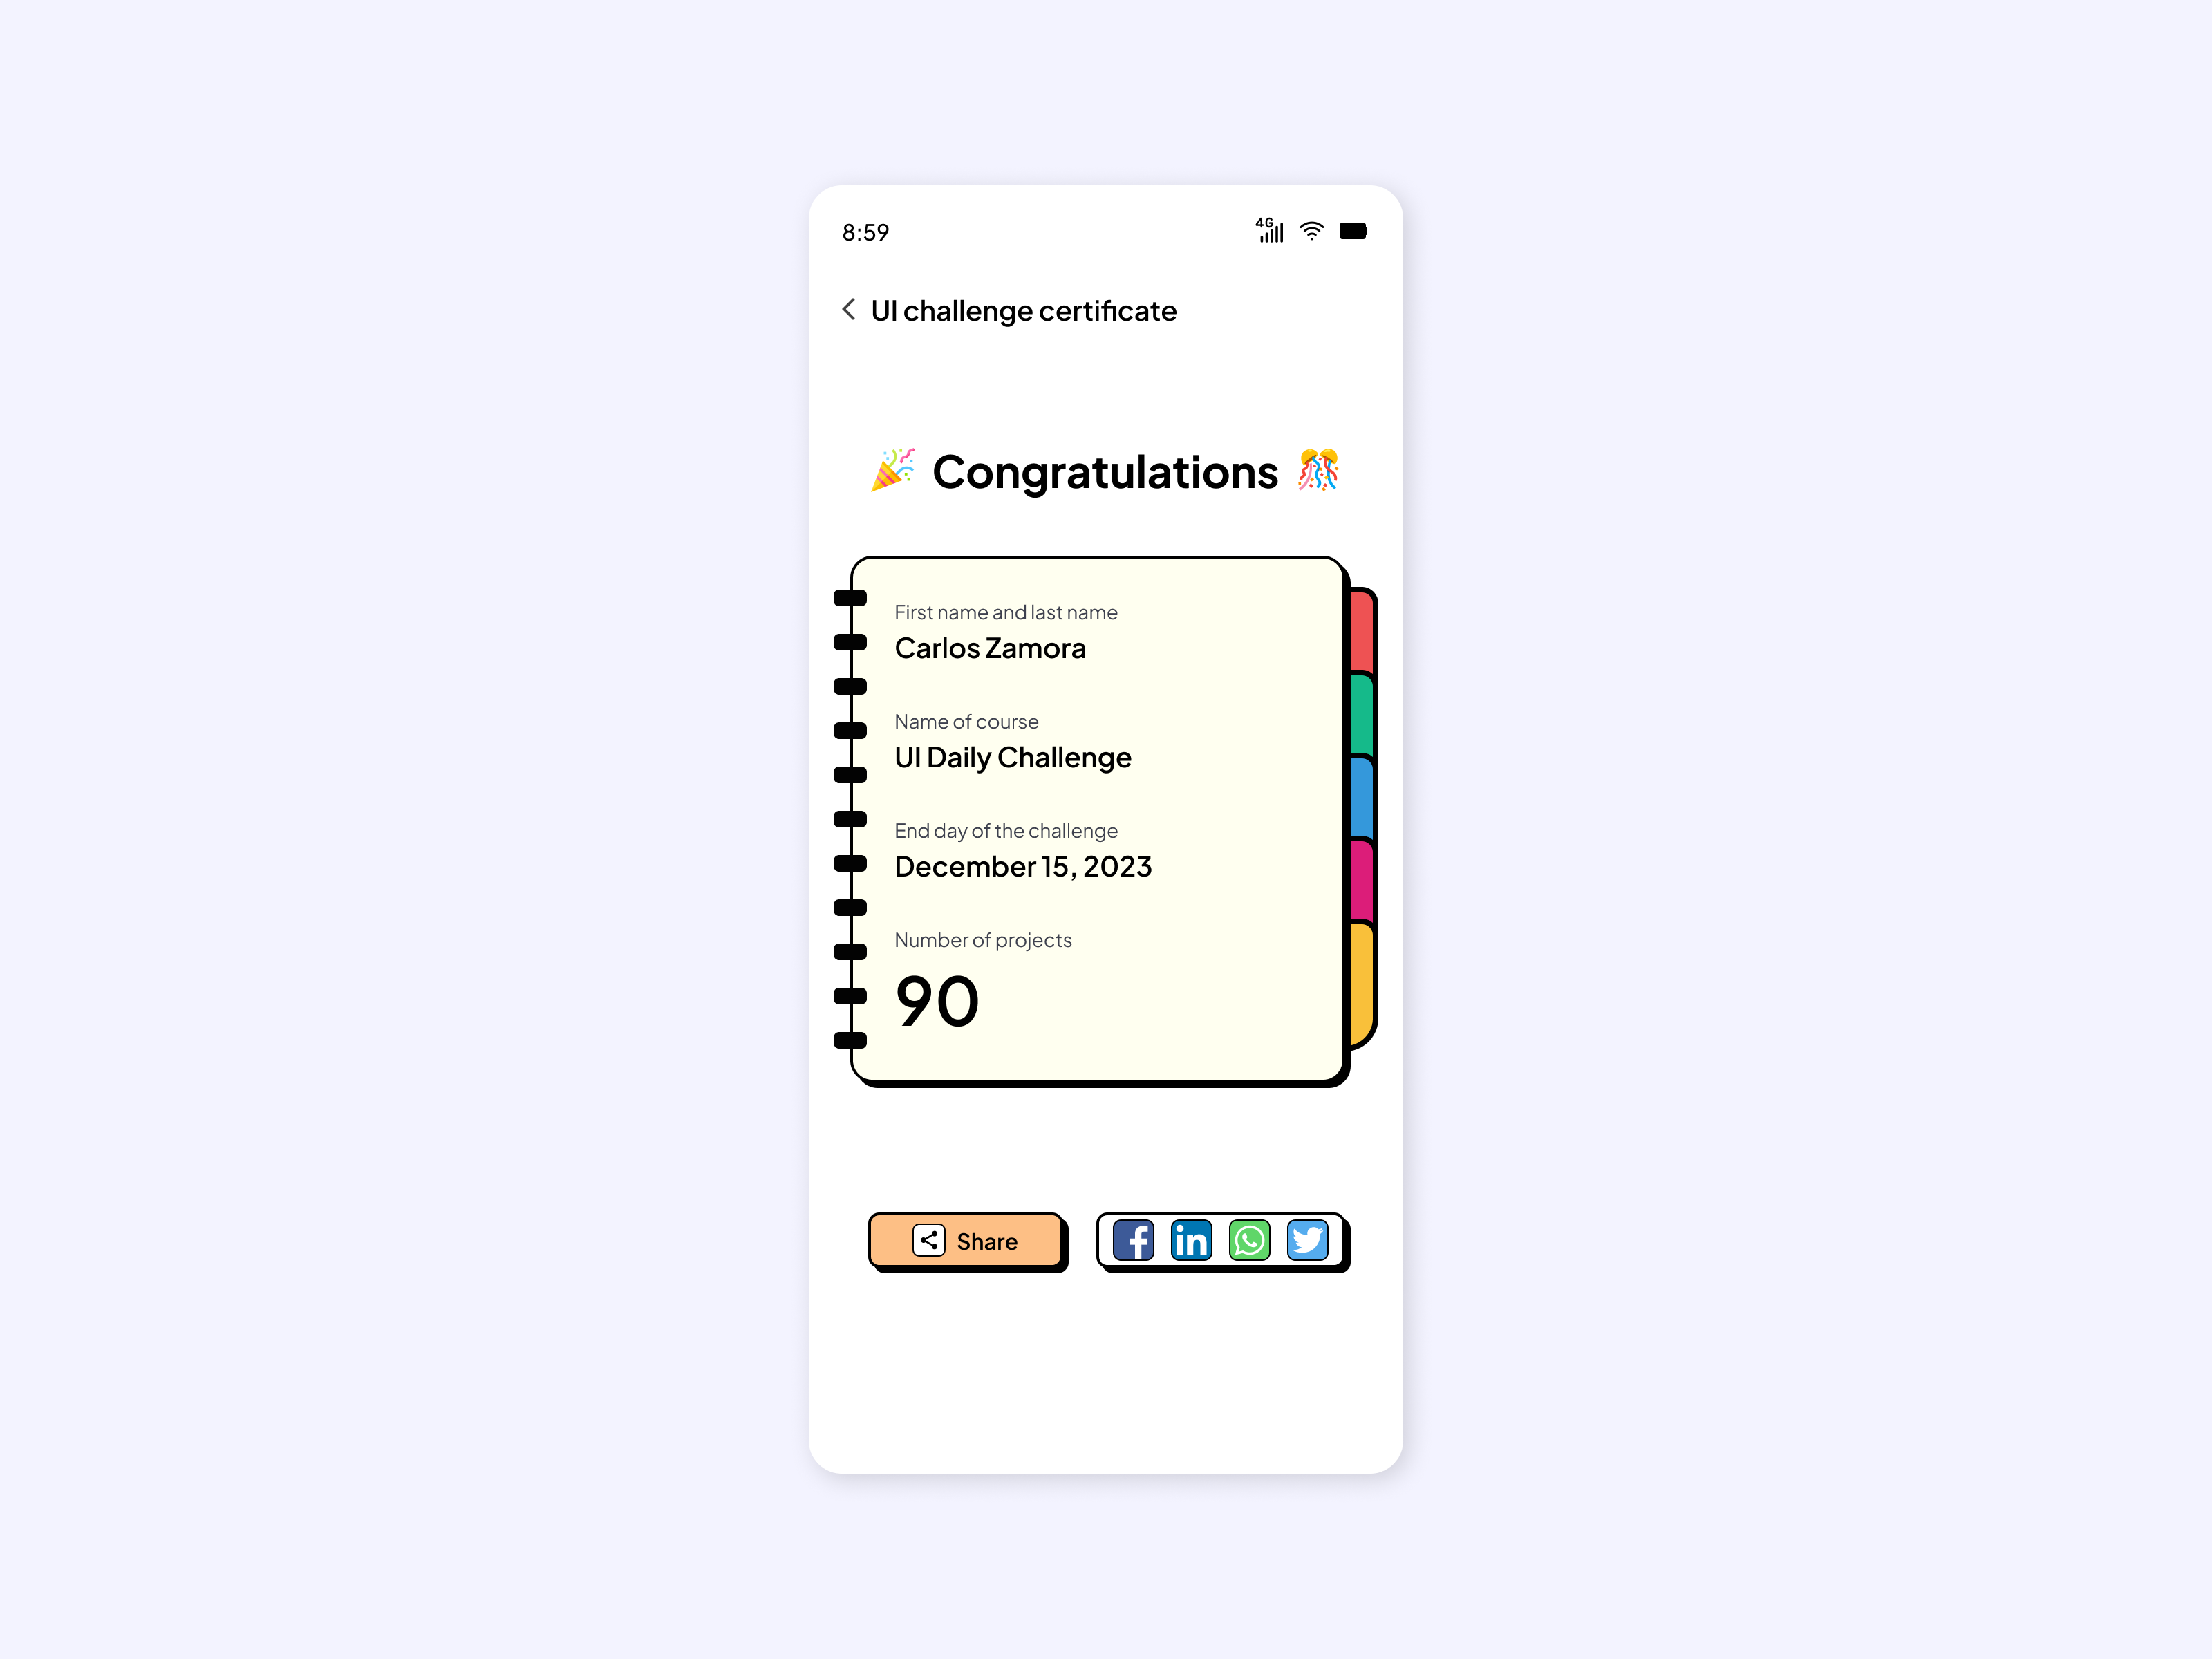 8:59
4G
UI challenge certificate
🎉 Congratulations 🎊
First name and last name
Carlos Zamora
Name of course
UI Daily Challenge
End day of the challenge
December 15, 2023
Number of projects
90
Share
f in